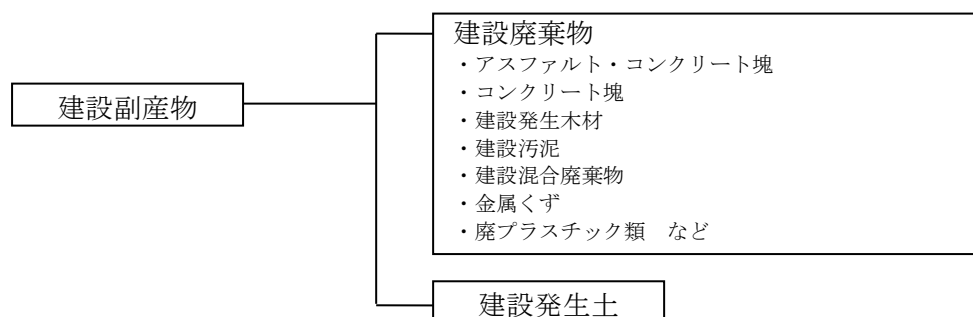 建設廃棄物
・アスファルト・コンクリート塊
・コンクリート塊
建設副産物
・建設発生木材
・建設汚泥
・建設混合廃棄物
・金属くず
・廃プラスチック類　など
建設発生土